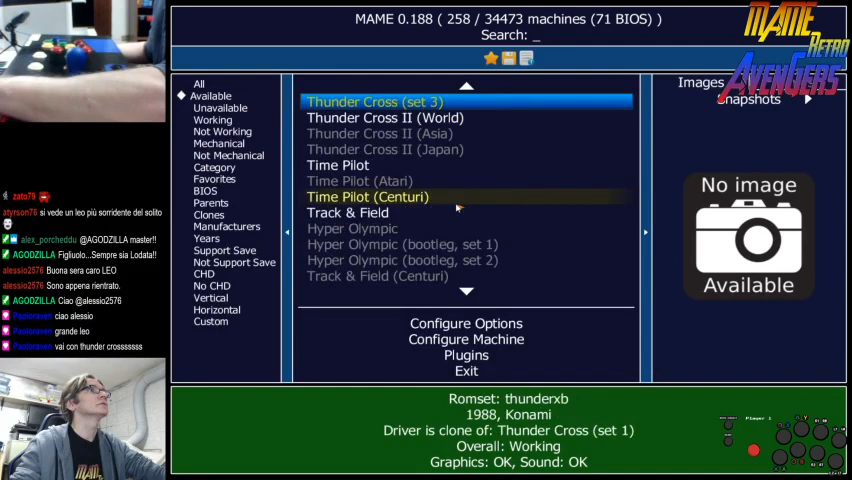 MAME 0.188 ( 258 / 34473 machines (71 BIOS) )
Search: _
MAME
RETRO
AVENGERS
All
Available
Unavailable
Working
Not Working
Mechanical
Not Mechanical
Category
Favorites
BIOS
Parents
Clones
Manufacturers
Years
Support Save
Not Support Save
CHD
No CHD
Vertical
Horizontal
Custom
Thunder Cross (set 3)
Thunder Cross II (World)
Thunder Cross II (Asia)
Thunder Cross II (Japan)
Time Pilot
Time Pilot (Atari)
Time Pilot (Centuri)
Track & Field
Hyper Olympic
Hyper Olympic (bootleg, set 1)
Hyper Olympic (bootleg, set 2)
Track & Field (Centuri)
Configure Options
Configure Machine
Plugins
Exit
Images
Snapshots
No image
Available
zato79
atyrson76 si vede un leo più sorridente del solito
alex_porcheddu @AGODZILLA master!!
AGODZILLA: Figliuolo...Sempre sia Lodata!!
alessio2576 Buona sera caro LEO
alessio2576 Sono appena rientrato.
AGODZILLA: Ciao @alessio2576
Paoloraven ciao alessio
Paoloraven grande leo
Paoloraven vai con thunder crosssssss
MAME
Romset: thunderxb
1988, Konami
Driver is clone of: Thunder Cross (set 1)
Overall: Working
Graphics: OK, Sound: OK
Player 1